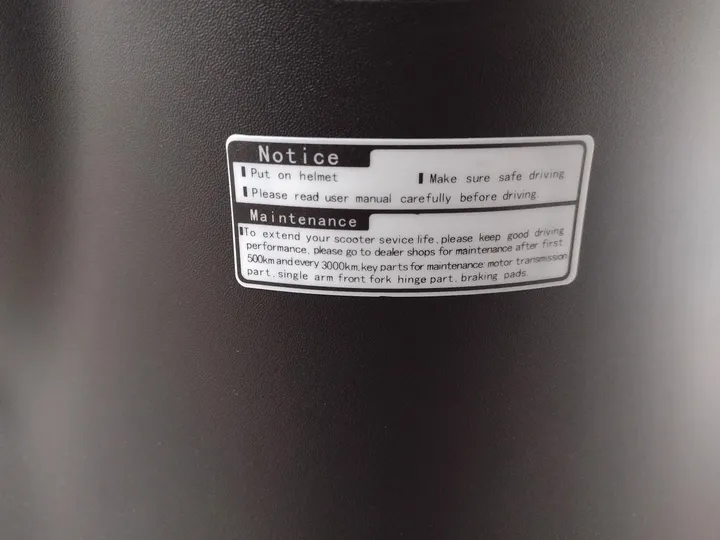 Notice
Put on helmet Make sure safe driving
Please read user manual carefully before driving
Maintenance
To extend your scooter sevice life, please keep good driving
performance, please go to dealer shops for maintenance after first
500km and every 3000km, key parts for maintenance: motor transmission
part, single arm front fork hinge part, braking pads.